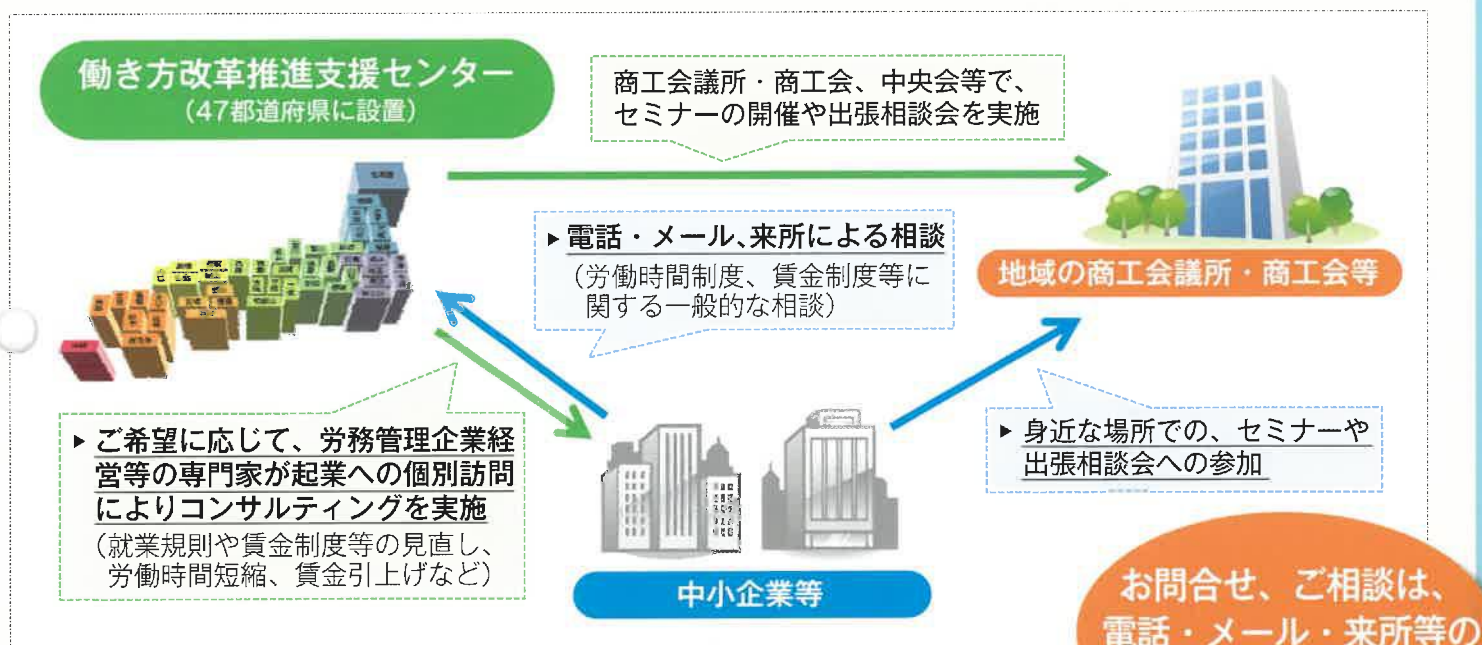 働き方改革推進支援センター
(47都道府県に設置)
商工会議所・商工会、中央会等で、
セミナーの開催や出張相談会を実施
▶電話・メール、来所による相談
(労働時間制度、賃金制度等に
関する一般的な相談)
地域の商工会議所・商工会等
▶ご希望に応じて、労務管理企業経
営等の専門家が起業への個別訪問
によりコンサルティングを実施
(就業規則や賃金制度等の見直し、
労働時間短縮、賃金引上げなど)
▶身近な場所での、セミナーや
出張相談会への参加
中小企業等
お問合せ、ご相談は、
電話・メール・来所等の